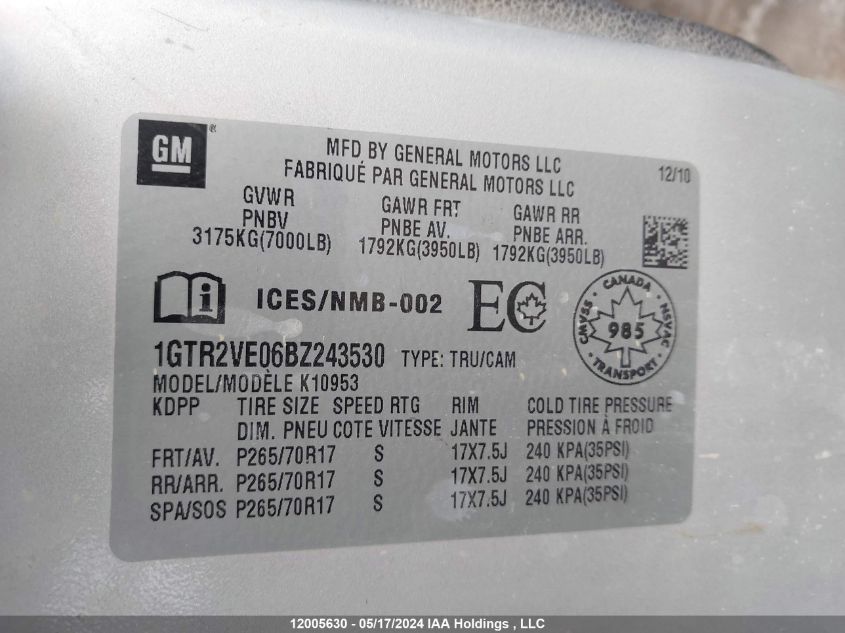 GM®
MFD BY GENERAL MOTORS LLC
FABRIQUÉ PAR GENERAL MOTORS LLC
12/10
GVWR
PNBV
3175KG(7000LB)
GAWR FRT
PNBE AV.
1792KG(3950LB)
GAWR RR
PNBE ARR.
1792KG(3950LB)
ICES/NMB-002
EC
CANADA
CMVSS
NSVAC
985
1GTR2VE06BZ243530 TYPE: TRU/CAM
MODEL/MODÈLE K10953
KDPP TIRE SIZE SPEED RTG RIM COLD TIRE PRESSURE
DIM. PNEU COTE VITESSE JANTE PRESSION À FROID
FRT/AV. P265/70R17 S 17X7.5J 240 KPA(35PSI)
RR/ARR. P265/70R17 S 17X7.5J 240 KPA(35PSI)
SPA/SOS P265/70R17 S 17X7.5J 240 KPA(35PSI)
12005630 - 05/17/2024 IAA Holdings , LLC